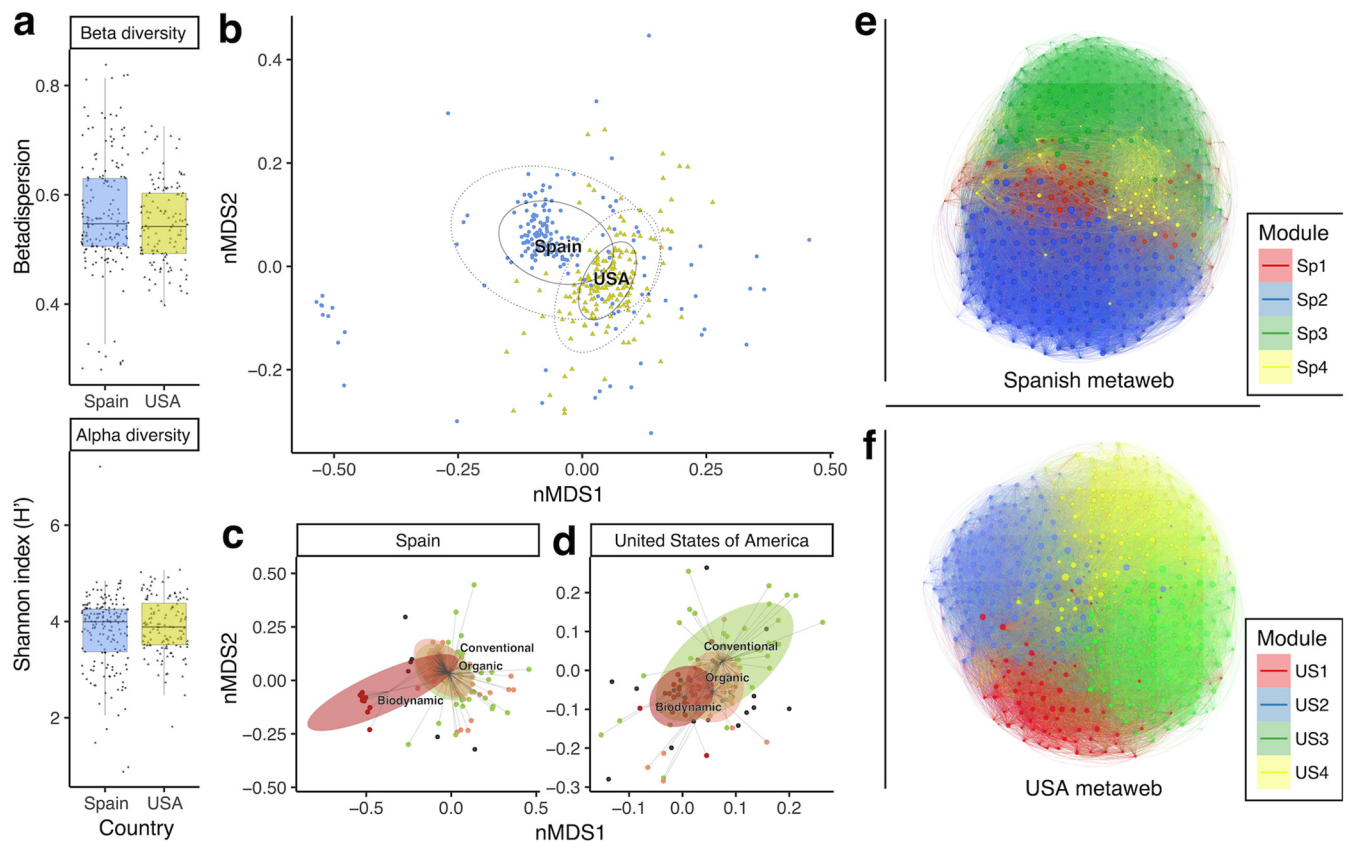 a
Beta diversity
Betadispersion
0.8
0.6
0.4
Spain
USA
Alpha diversity
Shannon index (H')
6
4
2
Spain
USA
Country
b
nMDS2
0.4
0.2
0.0
−0.2
Spain
USA
−0.50
−0.25
0.00
0.25
0.50
nMDS1
c
Spain
nMDS2
0.50
0.25
0.00
−0.25
−0.50
Conventional
Organic
Biodynamic
−0.5
0.0
0.5
d
United States of America
0.2
0.1
0.0
−0.1
−0.2
−0.3
Conventional
Organic
Biodynamic
−0.1
0.0
0.1
0.2
nMDS1
e
Module
Sp1
Sp2
Sp3
Sp4
Spanish metaweb
f
Module
US1
US2
US3
US4
USA metaweb